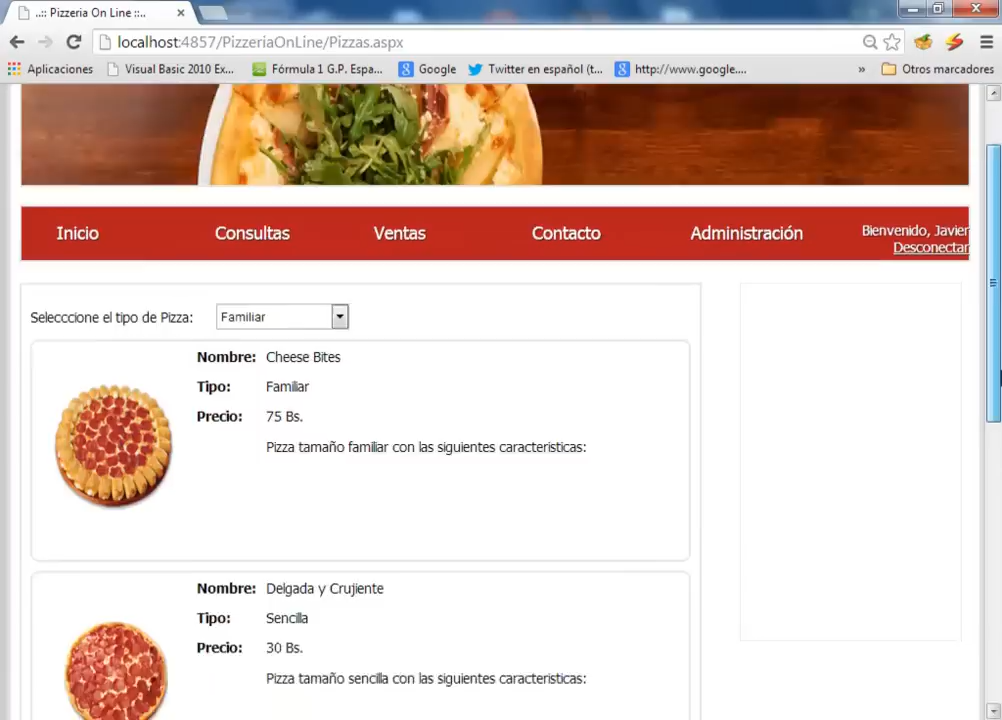 ..:: Pizzeria On Line ::..
localhost:4857/PizzeriaOnLine/Pizzas.aspx
Aplicaciones
Visual Basic 2010 Ex...
Fórmula 1 G.P. Espa...
Google
Twitter en español (t...
http://www.google....
»
Otros marcadores
Inicio
Consultas
Ventas
Contacto
Administración
Bienvenido, Javier
Desconectar
Selecccione el tipo de Pizza:
Familiar
Nombre: Cheese Bites
Tipo: Familiar
Precio: 75 Bs.
Pizza tamaño familiar con las siguientes caracteristicas:
Nombre: Delgada y Crujiente
Tipo: Sencilla
Precio: 30 Bs.
Pizza tamaño sencilla con las siguientes caracteristicas: